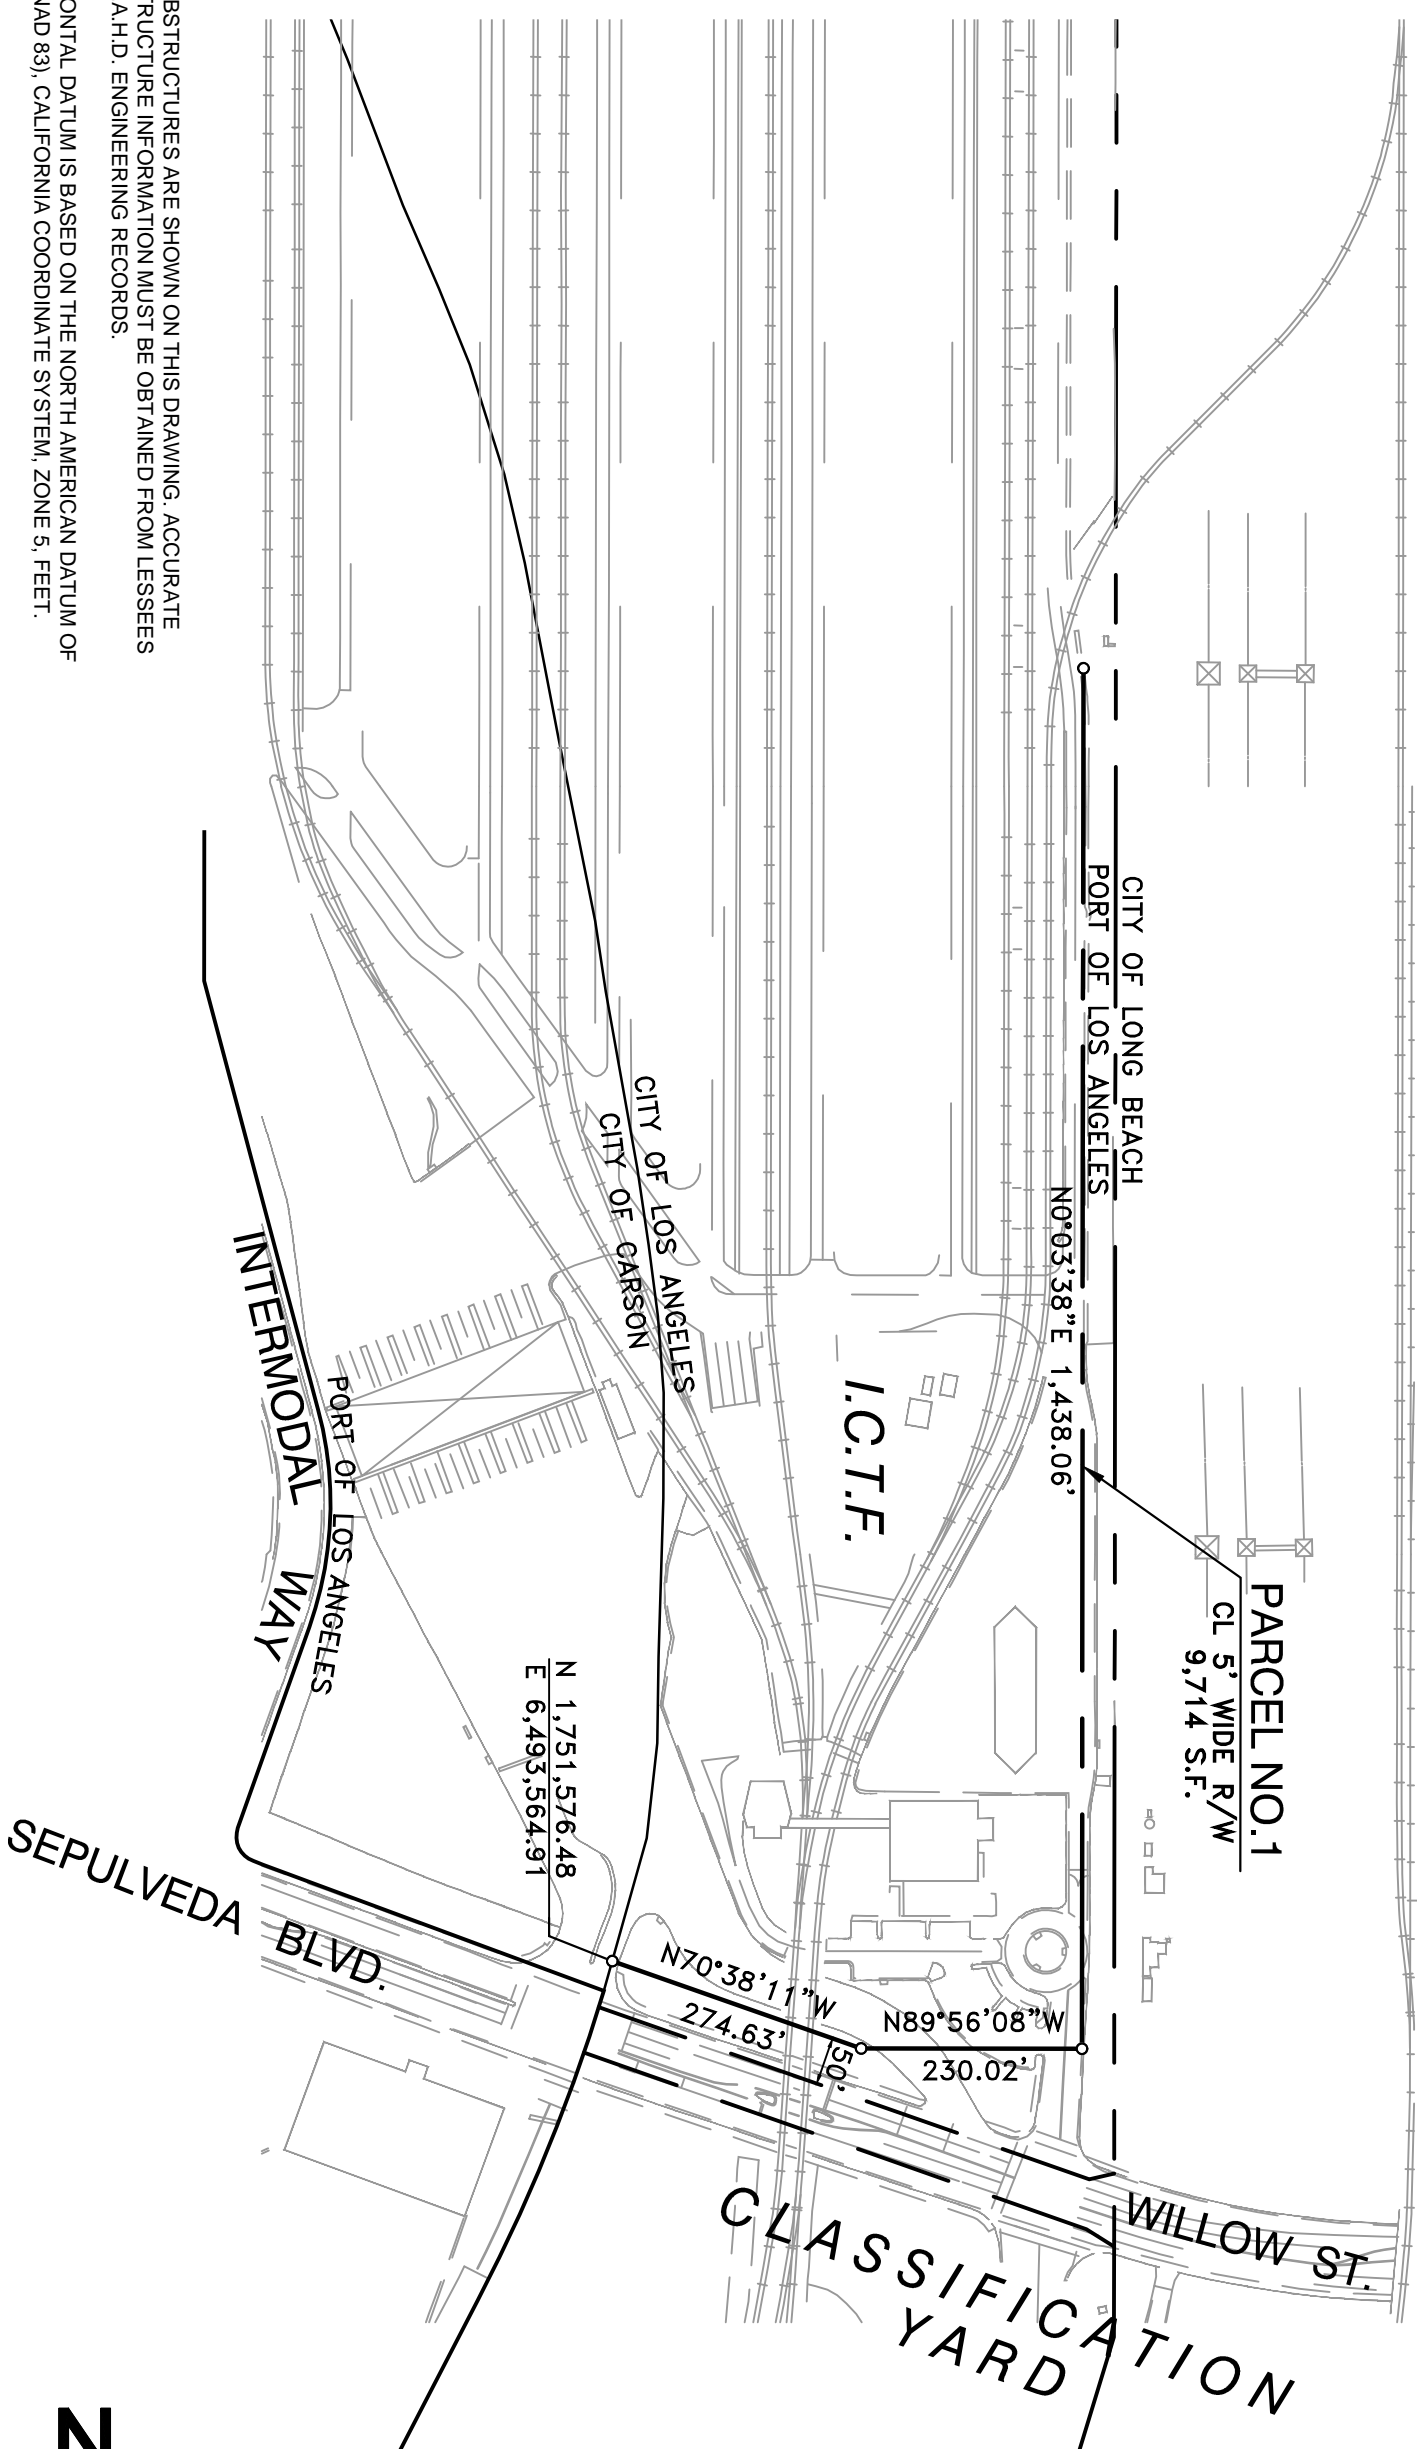 BSTRUCTURES ARE SHOWN ON THIS DRAWING. ACCURATE
TRUCTURE INFORMATION MUST BE OBTAINED FROM LESSEES
A.H.D. ENGINEERING RECORDS.
ONTAL DATUM IS BASED ON THE NORTH AMERICAN DATUM OF
NAD 83), CALIFORNIA COORDINATE SYSTEM, ZONE 5, FEET.
CITY OF LONG BEACH
PORT OF LOS ANGELES
N0°03'38"E 1,438.06'
PARCEL NO.1
CL 5' WIDE R/W
9,714 S.F.
I.C.T.F.
CITY OF LOS ANGELES
CITY OF CARSON
PORT OF LOS ANGELES
INTERMODAL WAY
N 1,751,576.48
E 6,493,564.91
SEPULVEDA BLVD.
N70°38'11"W
274.63'
50'
N89°56'08"W
230.02'
WILLOW ST.
CLASSIFICATION
YARD
N